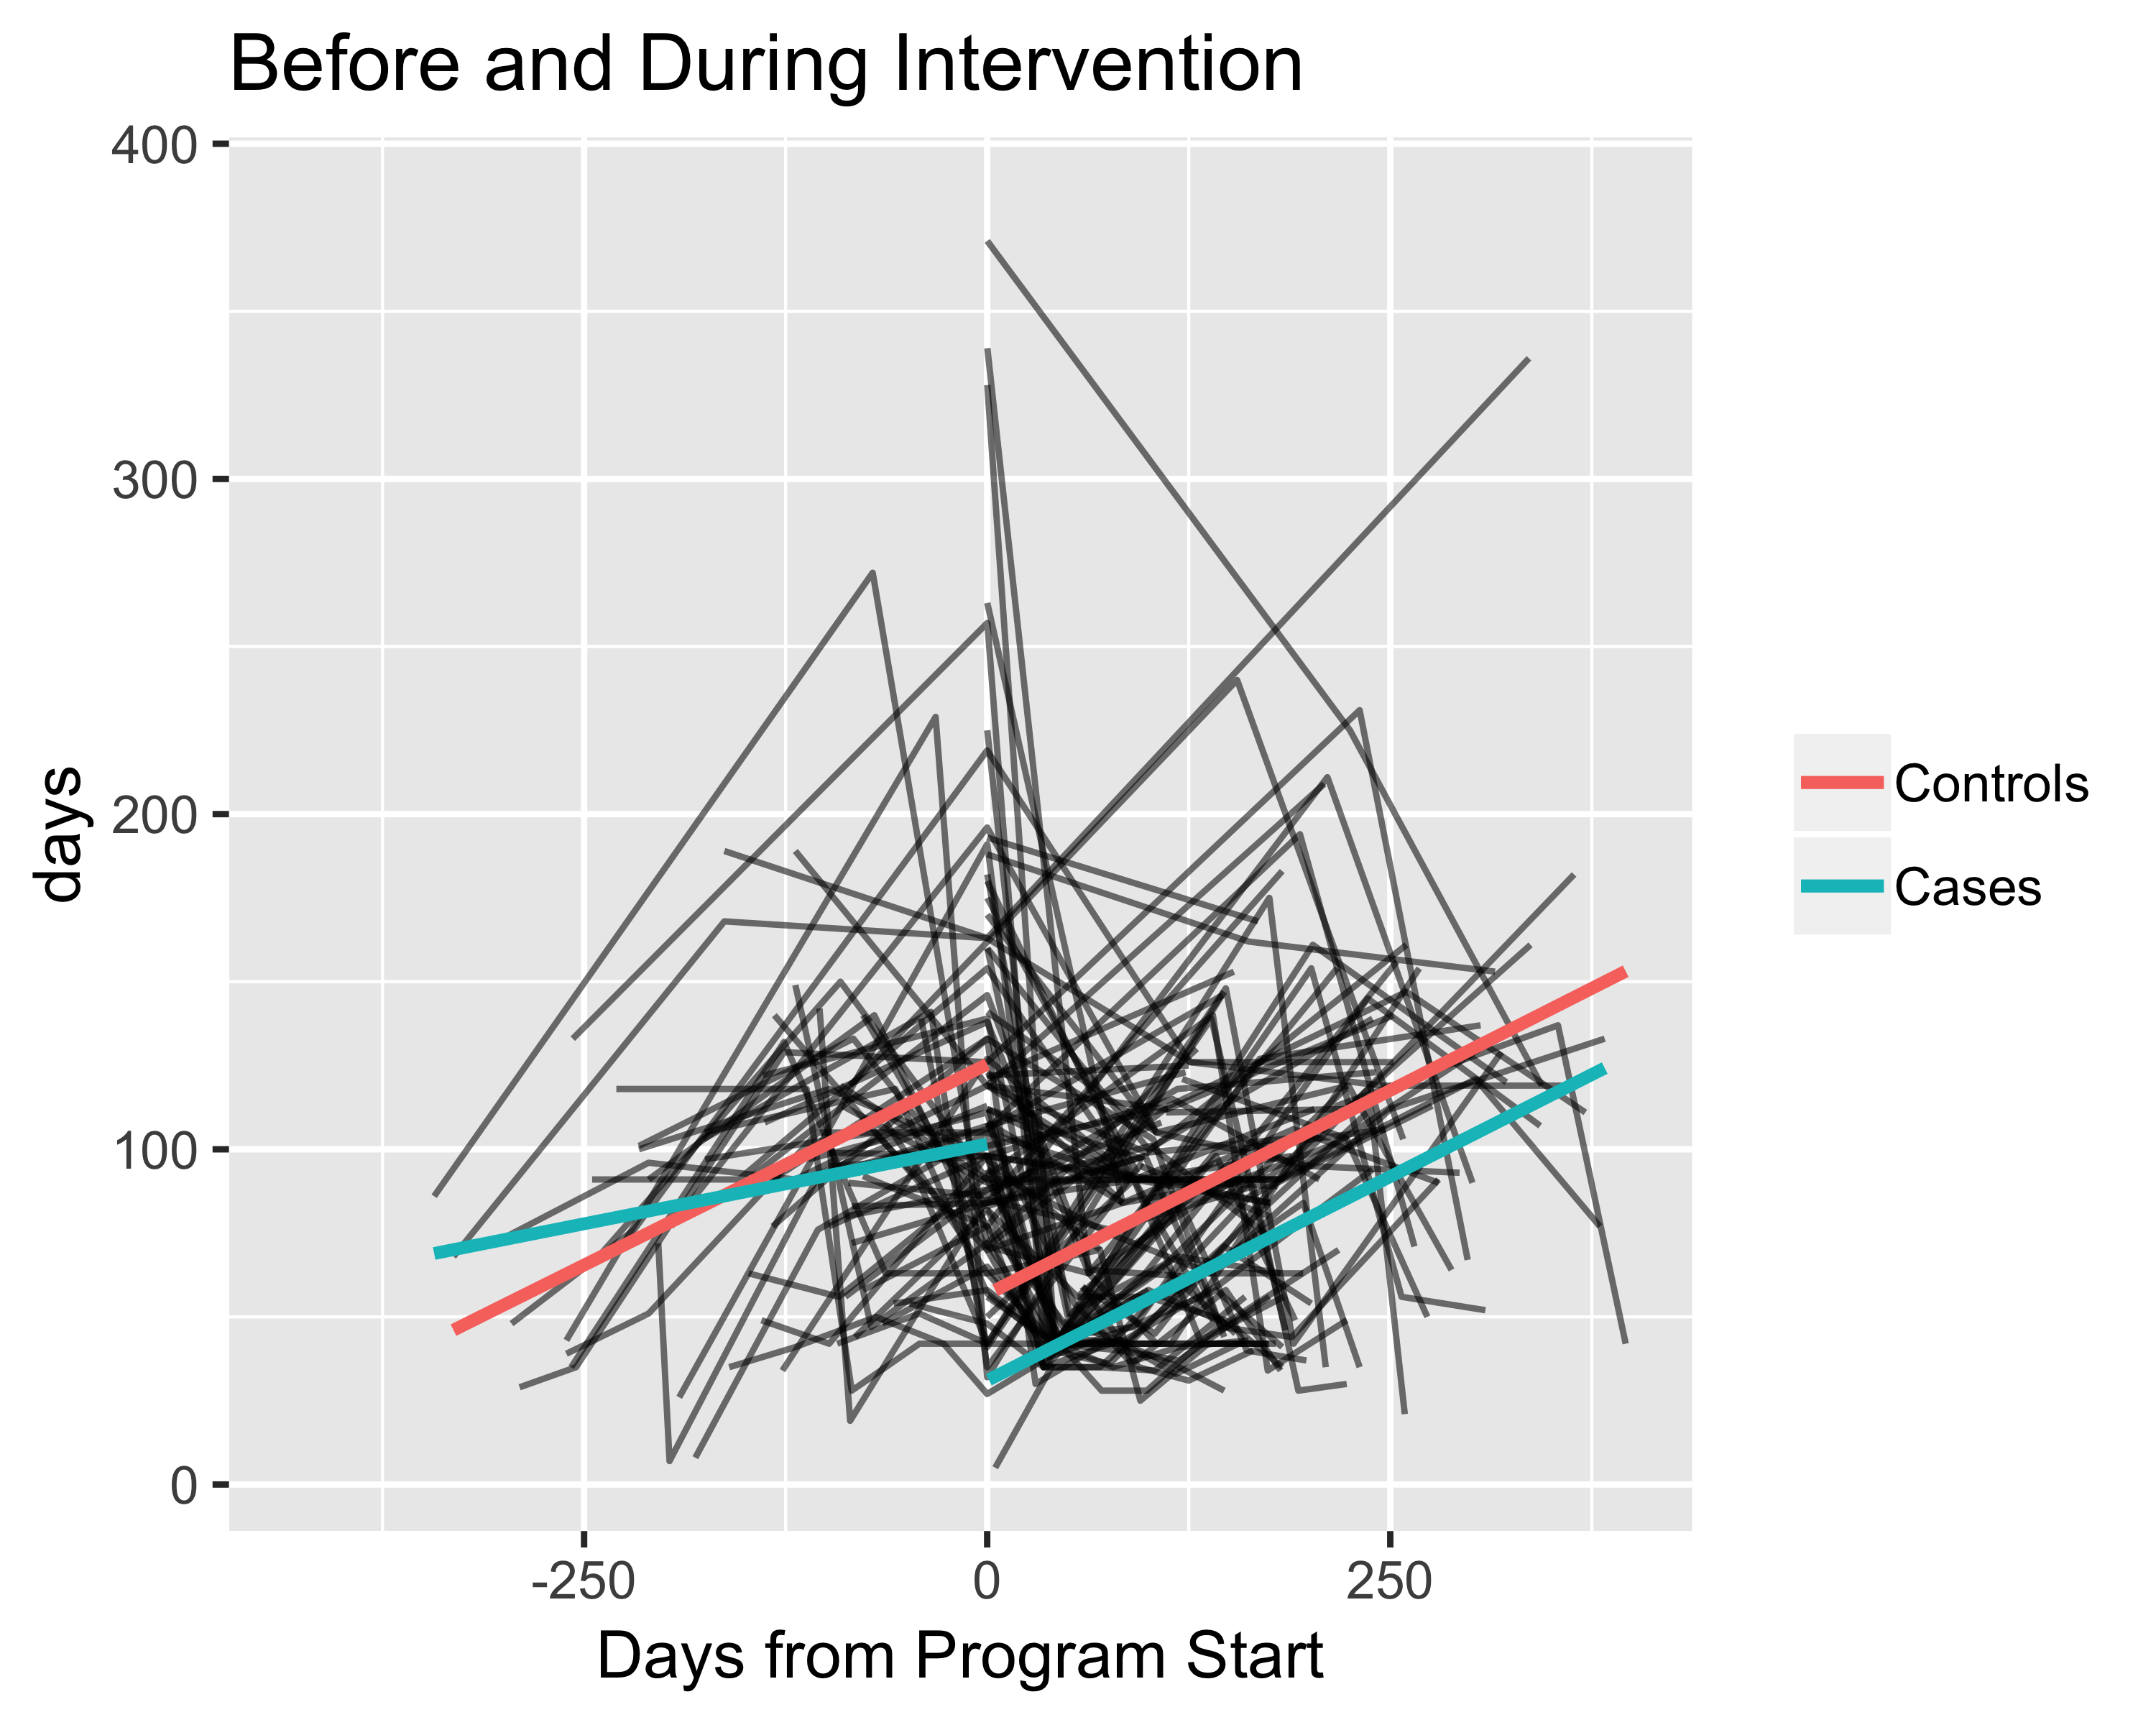 Before and During Intervention
400
300
200
100
0
days
-250
0
250
Days from Program Start
Controls
Cases